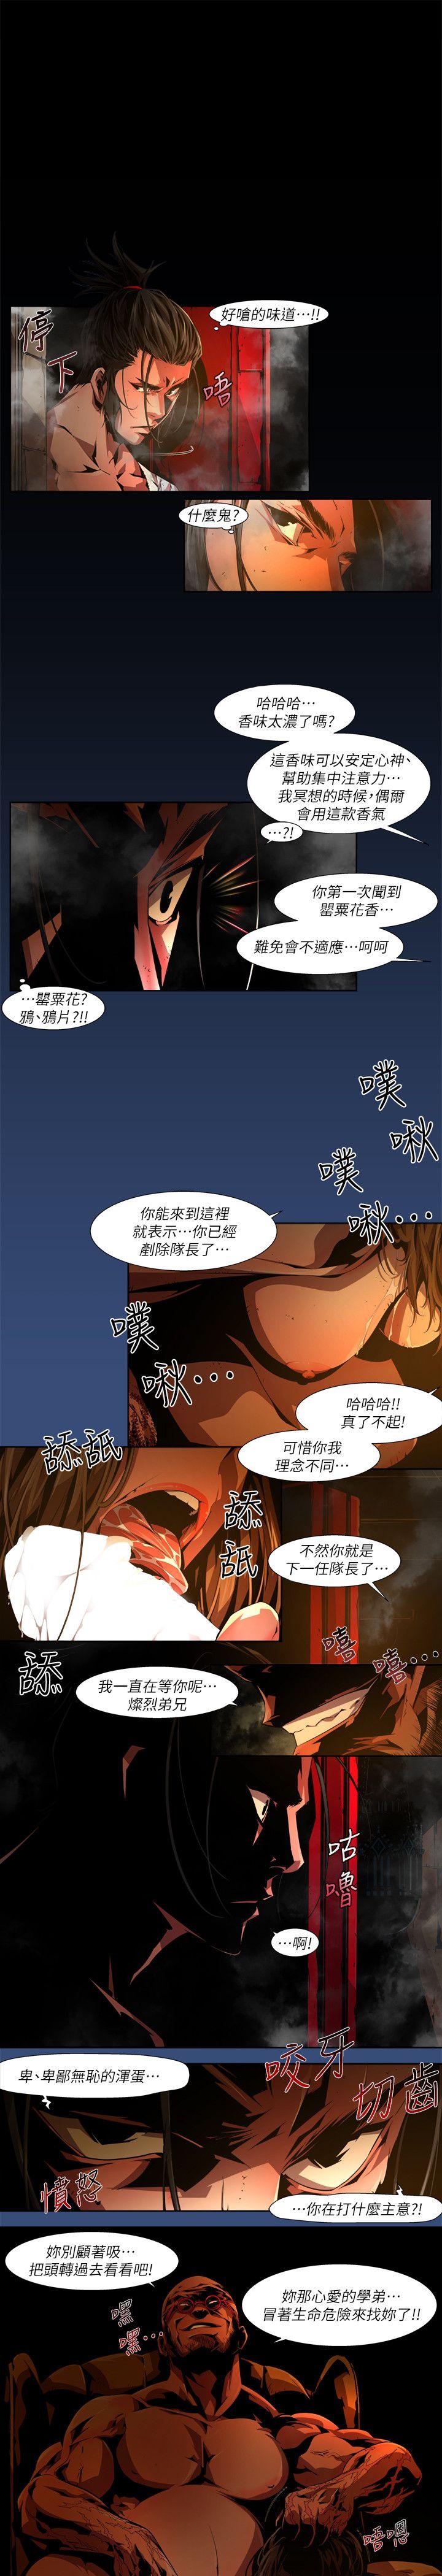 停
下
好嗆的味道…!!
唔
什麼鬼?
哈哈哈…
香味太濃了嗎?
這香味可以安定心神、
幫助集中注意力…
我冥想的時候,偶爾
會用這款香氣
…?!
你第一次聞到
罌粟花香…
難免會不適應…呵呵
…罌粟花?
鴉、鴉片?!!
噗
啾
噗
啾…
你能來到這裡
就表示…你已經
剷除隊長了…
噗
啾…
哈哈哈!!
真了不起!
可惜你我
理念不同…
舔舐
舔
舐
不然你就是
下一任隊長了…
嘻
嘻…
舔
我一直在等你呢…
燦烈弟兄
咕
嚕
…啊!
咬牙
切齒
卑、卑鄙無恥的渾蛋…
憤怒
…你在打什麼主意?!
妳別顧著吸…
把頭轉過去看看吧!
嘿
嘿…
妳那心愛的學弟…
冒著生命危險來找妳了!!
唔嗯